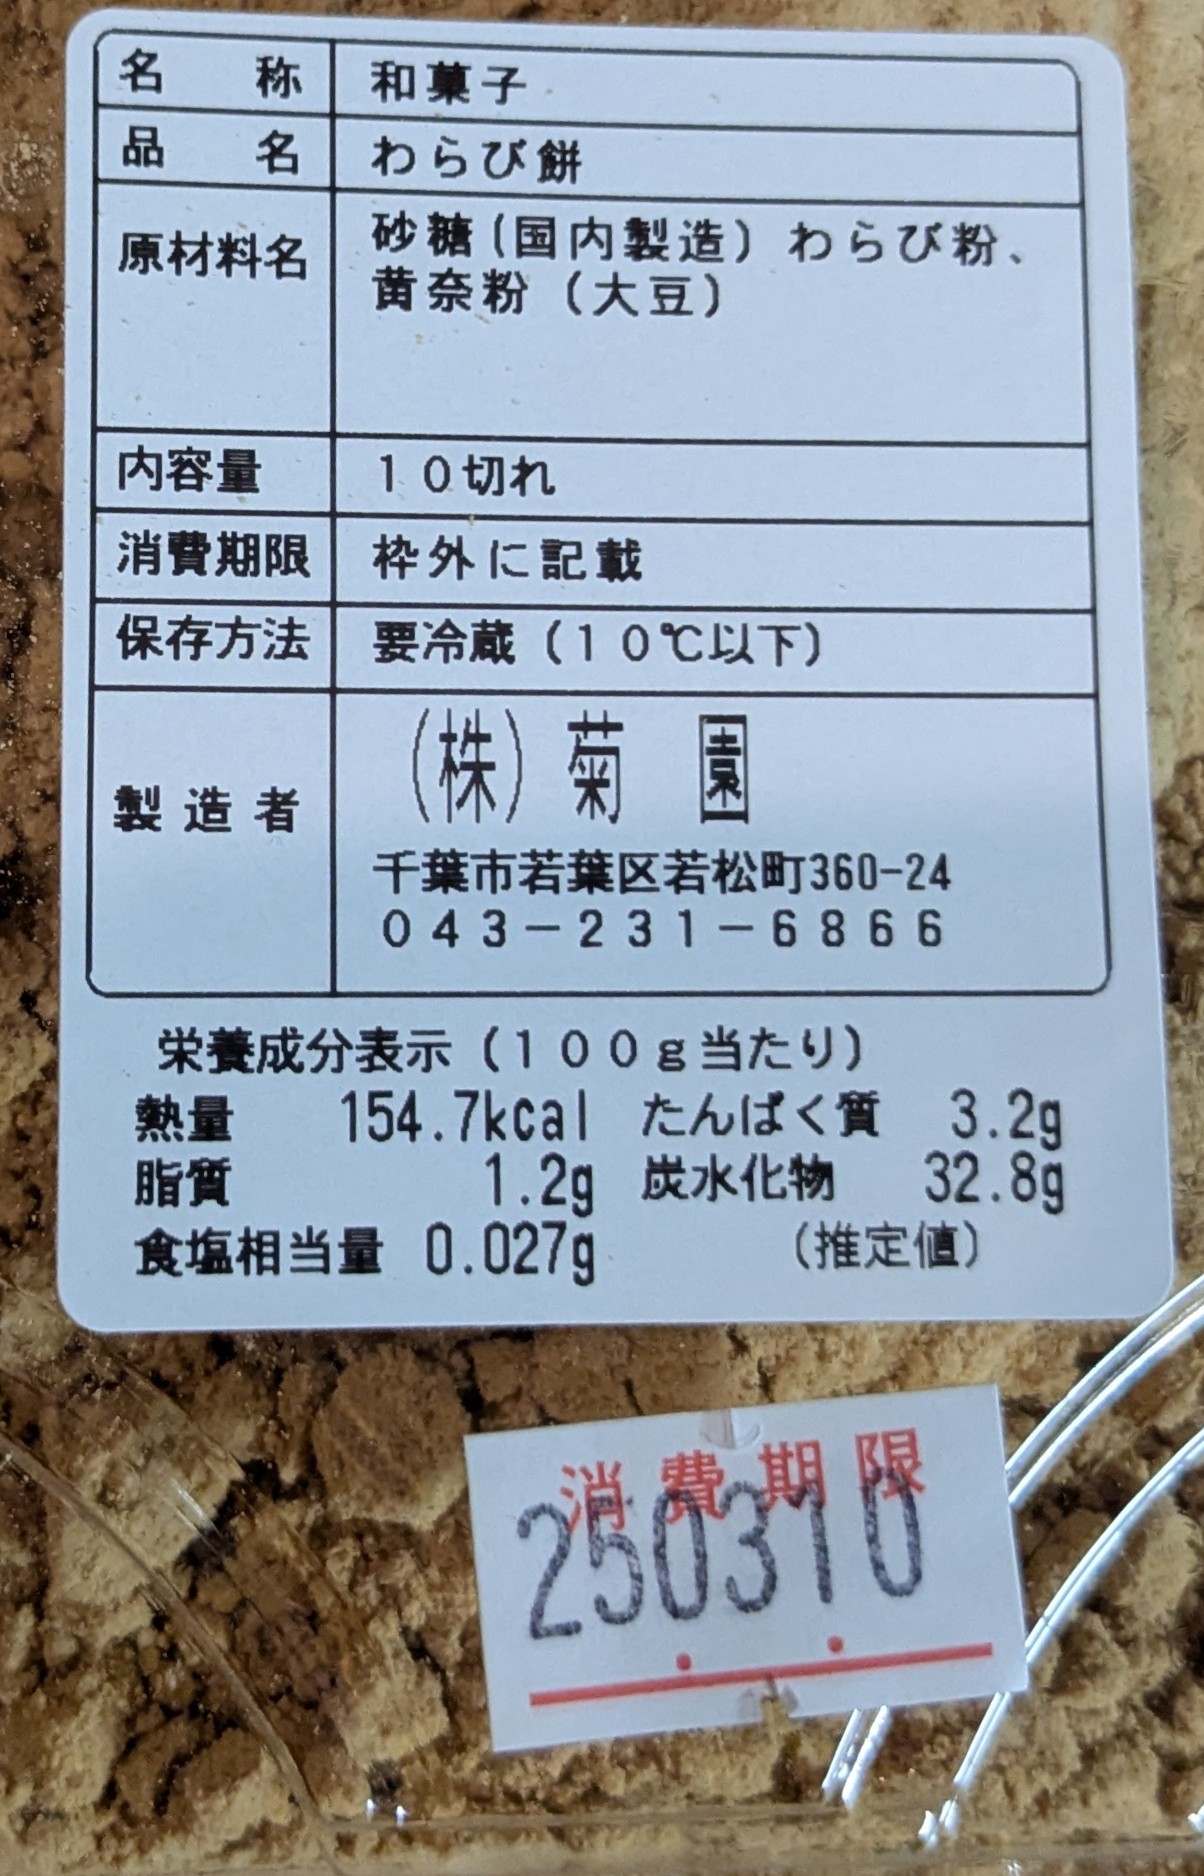 名称 和菓子
品名 わらび餅
原材料名 砂糖(国内製造) わらび粉、
黄奈粉(大豆)
内容量 10切れ
消費期限 枠外に記載
保存方法 要冷蔵(10℃以下)
製造者 (株)菊園
千葉市若葉区若松町360-24
043-231-6866
栄養成分表示(100g当たり)
熱量 154.7kcal たんぱく質 3.2g
脂質 1.2g 炭水化物 32.8g
食塩相当量 0.027g (推定値)
消費期限
250310